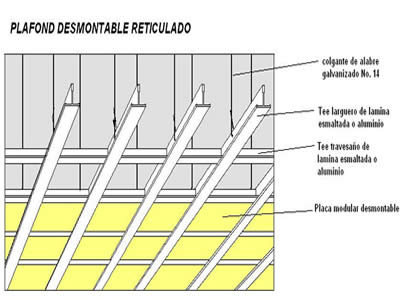 PLAFOND DESMONTABLE RETICULADO
colgante de alabre
galvanizado No. 14
Tee larguero de lamina
esmaltada o aluminio
Tee travesaño de
lamina esmaltada o
aluminio
Placa modular desmontable